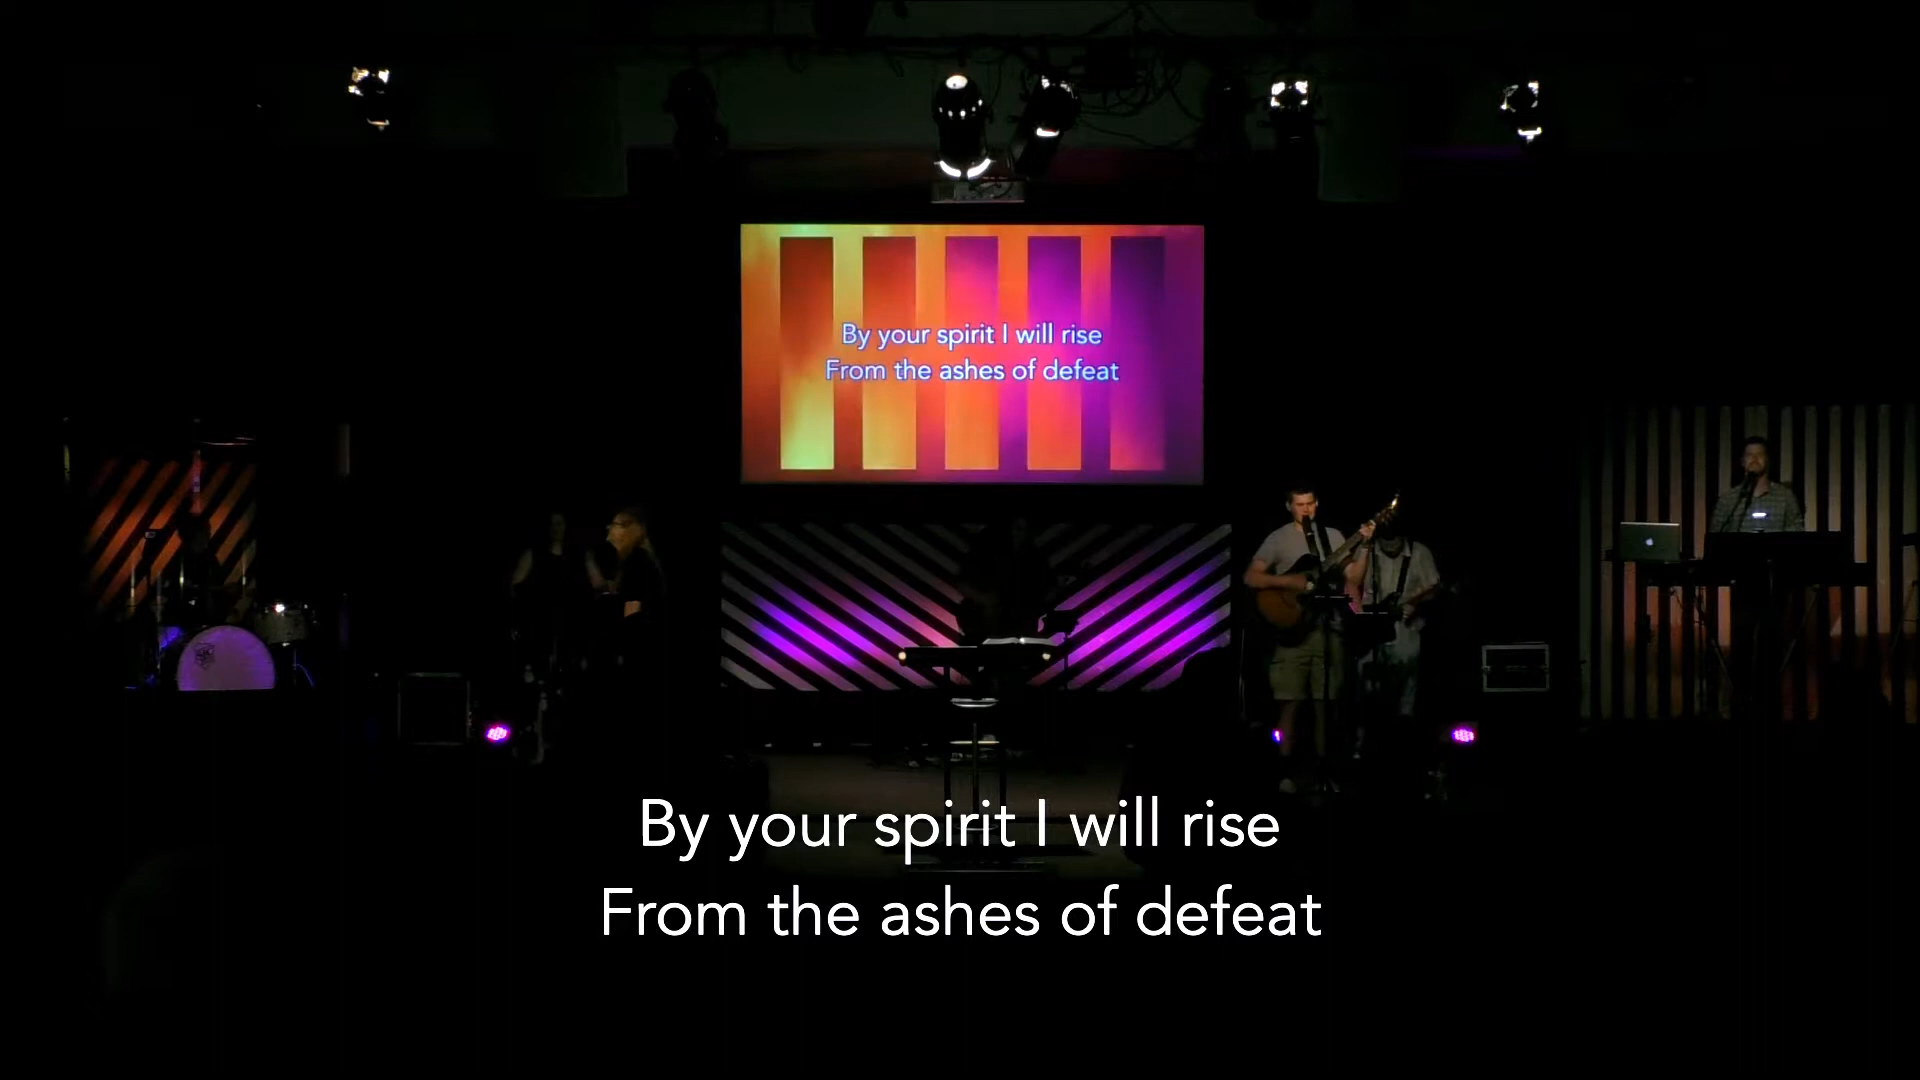 By your spirit I will rise
From the ashes of defeat
By your spirit I will rise
From the ashes of defeat